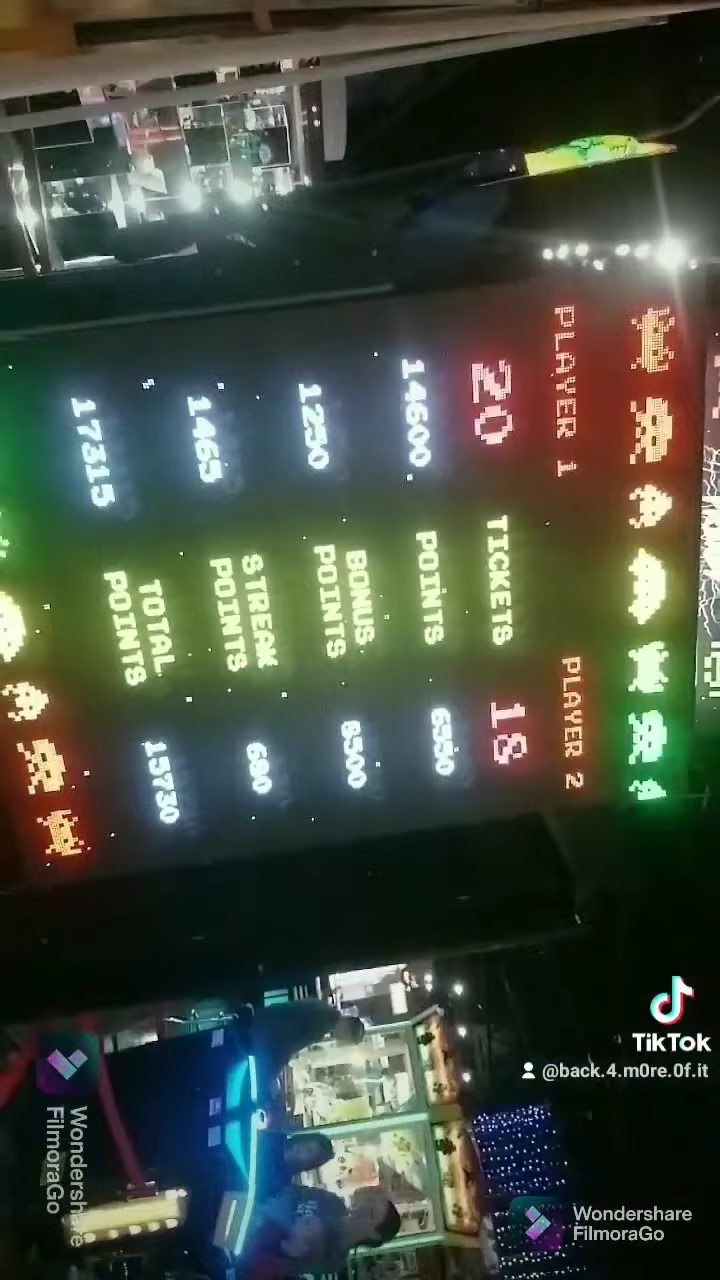 PLAYER 1
PLAYER 2
20 TICKETS 18
14600 POINTS 6550
1250 BONUS POINTS 8500
1465 STREAK POINTS 680
17315 TOTAL POINTS 15730
TikTok
@back.4.m0re.0f.it
Wondershare
FilmoraGo
Wondershare
FilmoraGo